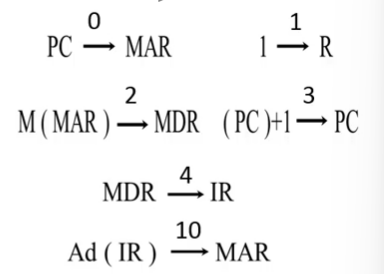 0 1
PC → MAR 1 → R
2 3
M ( MAR ) → MDR ( PC )+1 → PC
4
MDR → IR
10
Ad ( IR ) → MAR